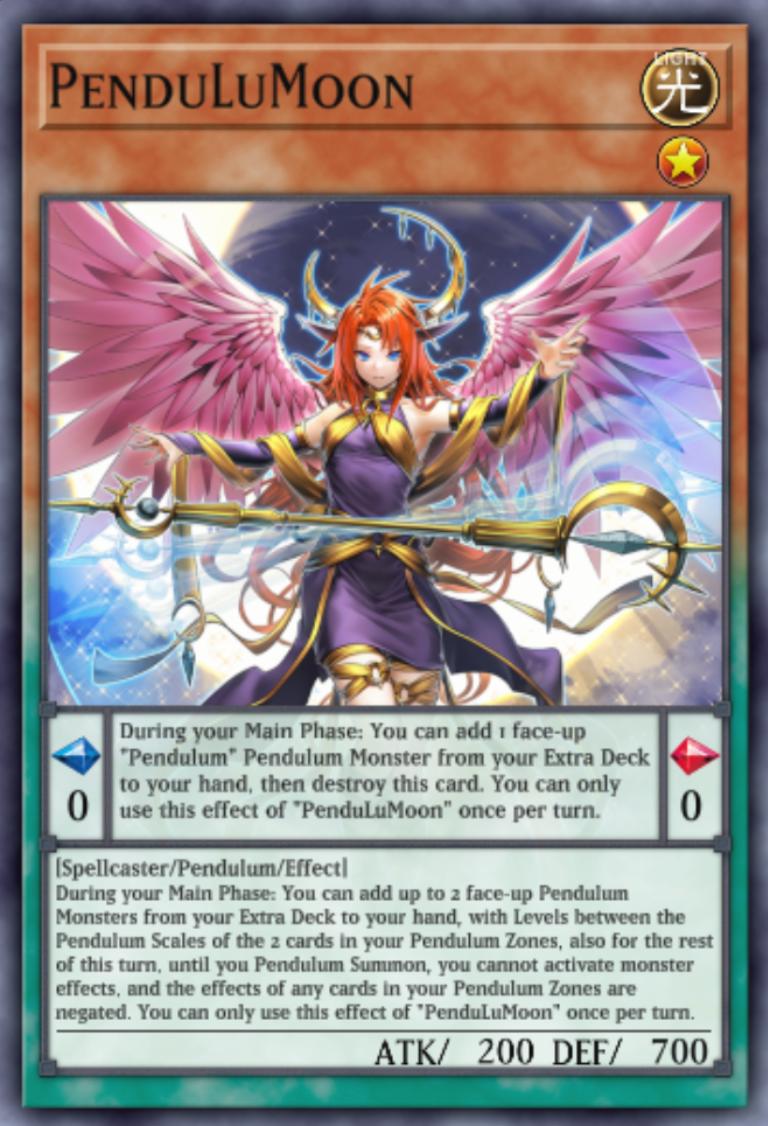 PenduLuMoon
LIGHT
光
During your Main Phase: You can add 1 face-up
"Pendulum" Pendulum Monster from your Extra Deck
to your hand, then destroy this card. You can only
use this effect of "PenduLuMoon" once per turn.
0
0
[Spellcaster/Pendulum/Effect]
During your Main Phase: You can add up to 2 face-up Pendulum
Monsters from your Extra Deck to your hand, with Levels between the
Pendulum Scales of the 2 cards in your Pendulum Zones, also for the rest
of this turn, until you Pendulum Summon, you cannot activate monster
effects, and the effects of any cards in your Pendulum Zones are
negated. You can only use this effect of "PenduLuMoon" once per turn.
ATK/ 200 DEF/ 700